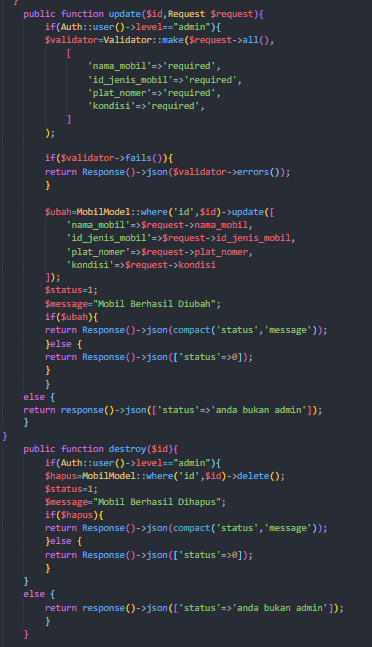 }
public function update($id,Request $request){
if(Auth::user()->level=="admin"){
$validator=Validator::make($request->all(),
[
'nama_mobil'=>'required',
'id_jenis_mobil'=>'required',
'plat_nomer'=>'required',
'kondisi'=>'required',
]
);
if($validator->fails()){
return Response()->json($validator->errors());
}
$ubah=MobilModel::where('id',$id)->update([
'nama_mobil'=>$request->nama_mobil,
'id_jenis_mobil'=>$request->id_jenis_mobil,
'plat_nomer'=>$request->plat_nomer,
'kondisi'=>$request->kondisi
]);
$status=1;
$message="Mobil Berhasil Diubah";
if($ubah){
return Response()->json(compact('status','message'));
}else {
return Response()->json(['status'=>0]);
}
}
else {
return response()->json(['status'=>'anda bukan admin']);
}
}
public function destroy($id){
if(Auth::user()->level=="admin"){
$hapus=MobilModel::where('id',$id)->delete();
$status=1;
$message="Mobil Berhasil Dihapus";
if($hapus){
return Response()->json(compact('status','message'));
}else {
return Response()->json(['status'=>0]);
}
}
else {
return response()->json(['status'=>'anda bukan admin']);
}
}